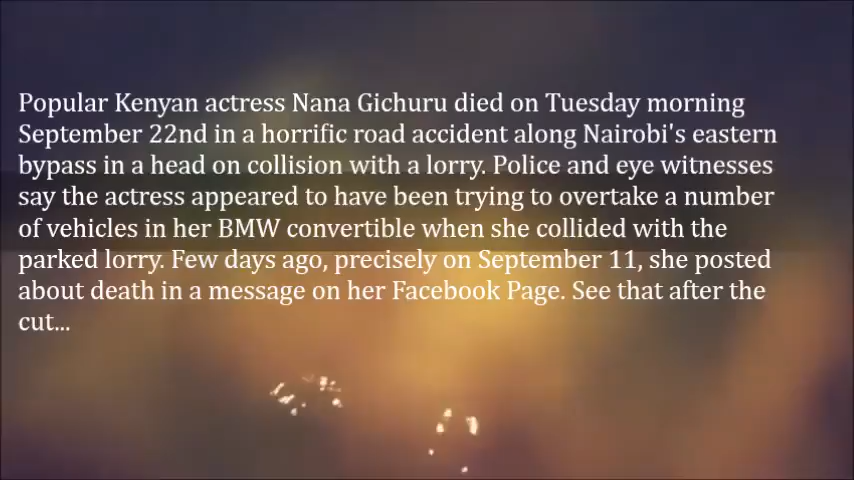 Popular Kenyan actress Nana Gichuru died on Tuesday morning
September 22nd in a horrific road accident along Nairobi's eastern
bypass in a head on collision with a lorry. Police and eye witnesses
say the actress appeared to have been trying to overtake a number
of vehicles in her BMW convertible when she collided with the
parked lorry. Few days ago, precisely on September 11, she posted
about death in a message on her Facebook Page. See that after the
cut...